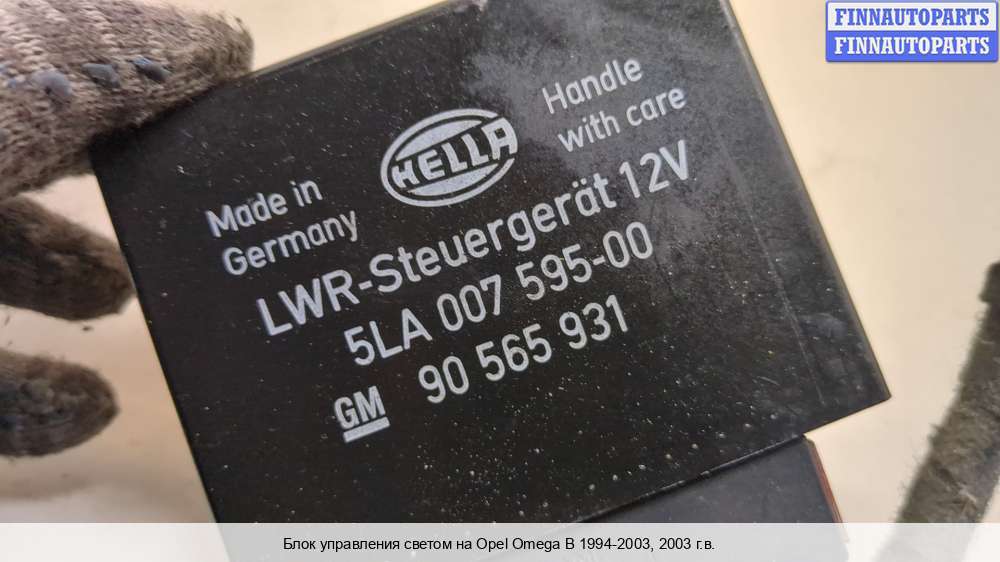 FINNAUTOPARTS
FINNAUTOPARTS
Handle
with care
HELLA
Made in
Germany
LWR-Steuergerät 12V
5LA 007 595-00
GM 90 565 931
Блок управления светом на Opel Omega B 1994-2003, 2003 г.в.